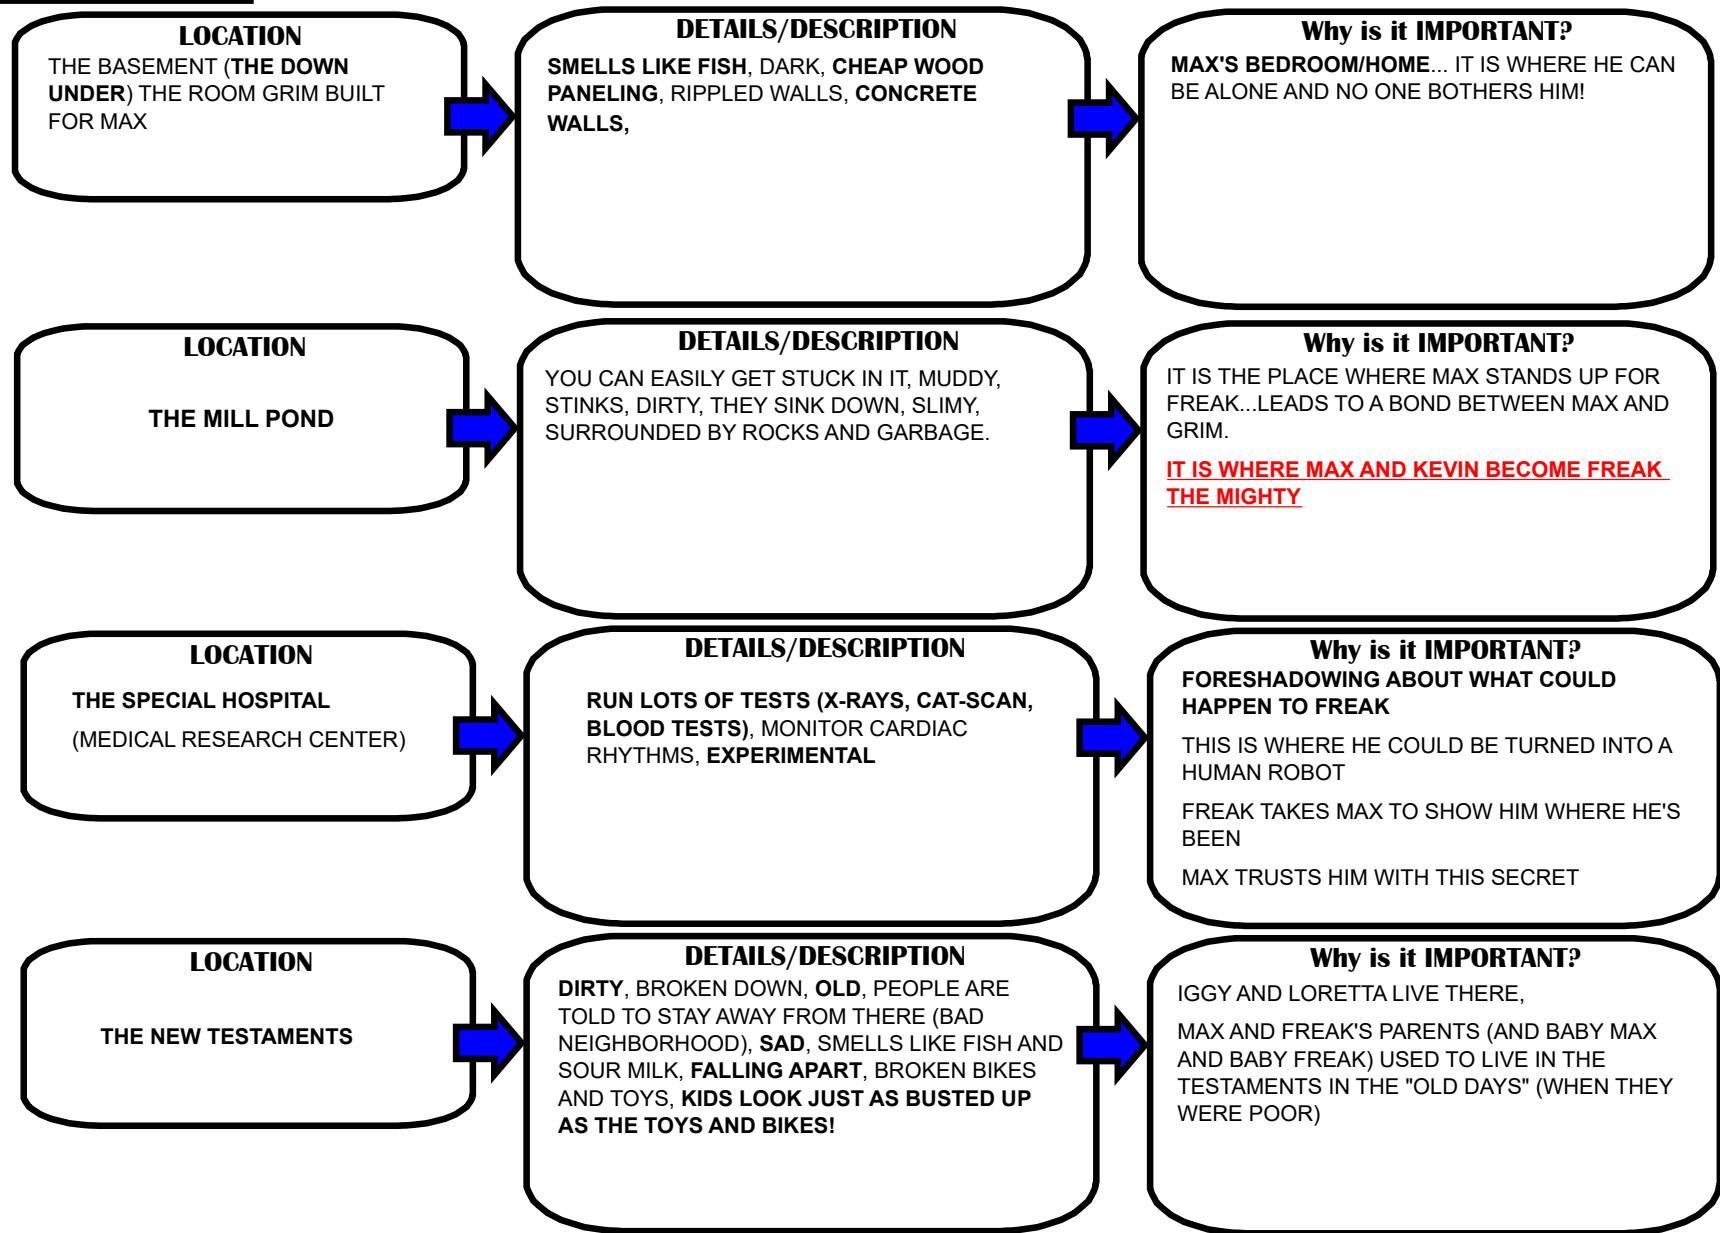 LOCATION
THE BASEMENT (THE DOWN
UNDER) THE ROOM GRIM BUILT
FOR MAX
DETAILS/DESCRIPTION
SMELLS LIKE FISH, DARK, CHEAP WOOD
PANELING, RIPPLED WALLS, CONCRETE
WALLS,
Why is it IMPORTANT?
MAX'S BEDROOM/HOME... IT IS WHERE HE CAN
BE ALONE AND NO ONE BOTHERS HIM!
LOCATION
THE MILL POND
DETAILS/DESCRIPTION
YOU CAN EASILY GET STUCK IN IT, MUDDY,
STINKS, DIRTY, THEY SINK DOWN, SLIMY,
SURROUNDED BY ROCKS AND GARBAGE.
Why is it IMPORTANT?
IT IS THE PLACE WHERE MAX STANDS UP FOR
FREAK...LEADS TO A BOND BETWEEN MAX AND
GRIM.
IT IS WHERE MAX AND KEVIN BECOME FREAK
THE MIGHTY
LOCATION
THE SPECIAL HOSPITAL
(MEDICAL RESEARCH CENTER)
DETAILS/DESCRIPTION
RUN LOTS OF TESTS (X-RAYS, CAT-SCAN,
BLOOD TESTS), MONITOR CARDIAC
RHYTHMS, EXPERIMENTAL
Why is it IMPORTANT?
FORESHADOWING ABOUT WHAT COULD
HAPPEN TO FREAK
THIS IS WHERE HE COULD BE TURNED INTO A
HUMAN ROBOT
FREAK TAKES MAX TO SHOW HIM WHERE HE'S
BEEN
MAX TRUSTS HIM WITH THIS SECRET
LOCATION
THE NEW TESTAMENTS
DETAILS/DESCRIPTION
DIRTY, BROKEN DOWN, OLD, PEOPLE ARE
TOLD TO STAY AWAY FROM THERE (BAD
NEIGHBORHOOD), SAD, SMELLS LIKE FISH AND
SOUR MILK, FALLING APART, BROKEN BIKES
AND TOYS, KIDS LOOK JUST AS BUSTED UP
AS THE TOYS AND BIKES!
Why is it IMPORTANT?
IGGY AND LORETTA LIVE THERE,
MAX AND FREAK'S PARENTS (AND BABY MAX
AND BABY FREAK) USED TO LIVE IN THE
TESTAMENTS IN THE "OLD DAYS" (WHEN THEY
WERE POOR)